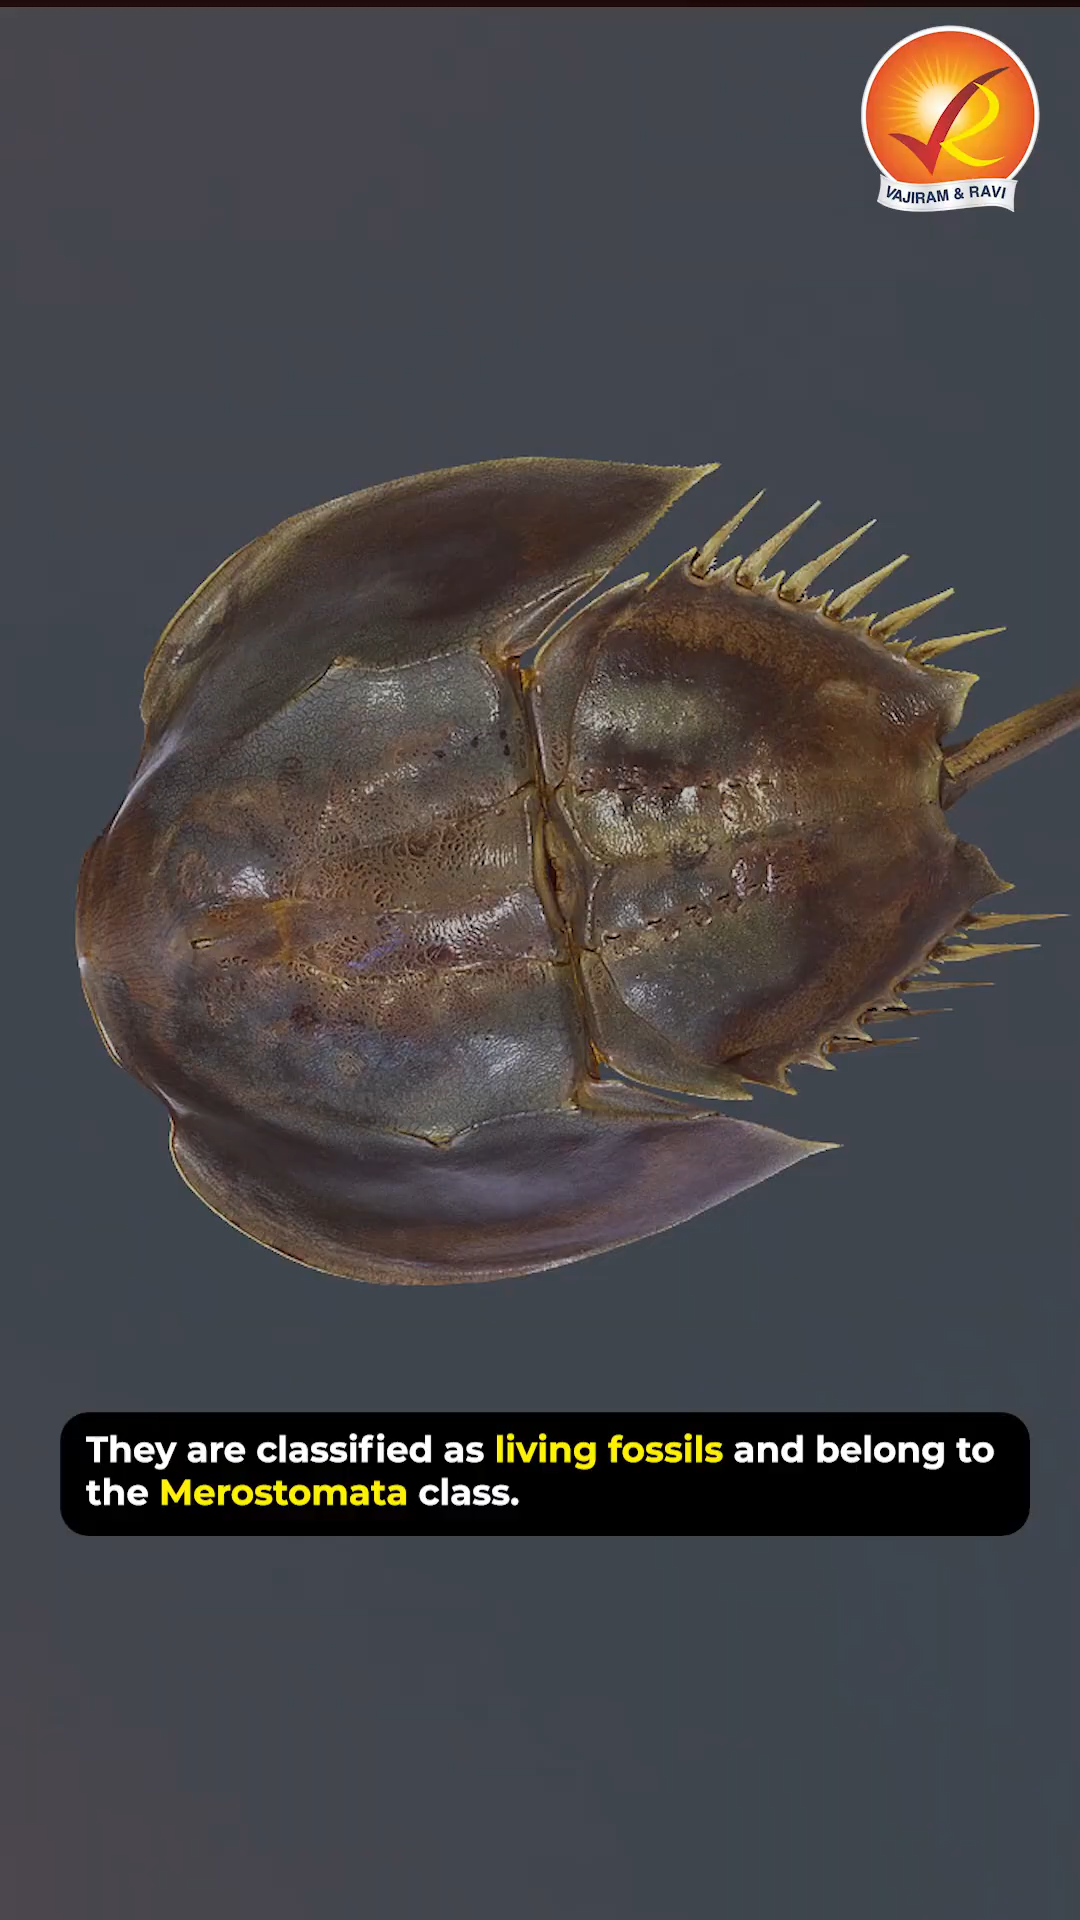 VAJIRAM & RAVI
They are classified as living fossils and belong to
the Merostomata class.